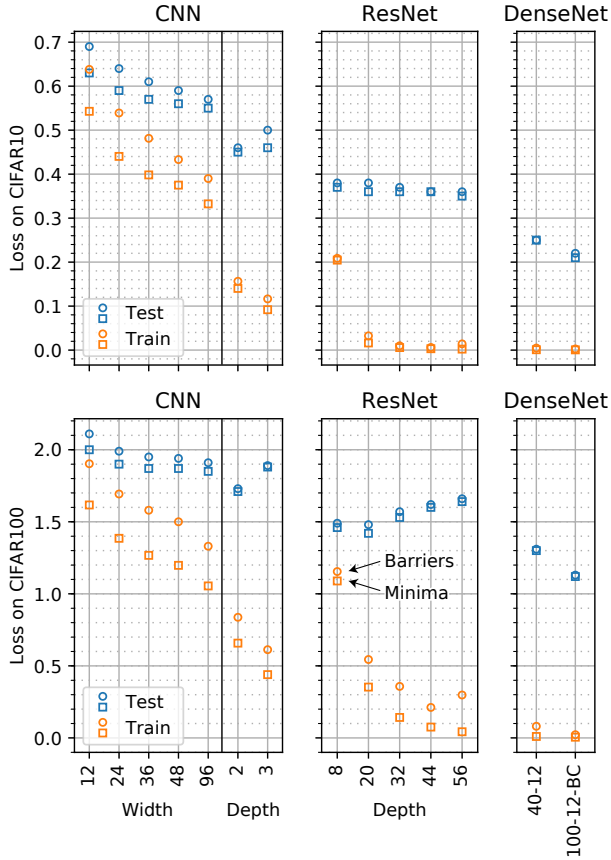 CNN
ResNet
DenseNet
Loss on CIFAR10
0.7
0.6
0.5
0.4
0.3
0.2
0.1
0.0
Test
Train
CNN
ResNet
DenseNet
Loss on CIFAR100
2.0
1.5
1.0
0.5
0.0
Barriers
Minima
Test
Train
12 24 36 48 96 2 3
8 20 32 44 56
40-12 100-12-BC
Width Depth
Depth